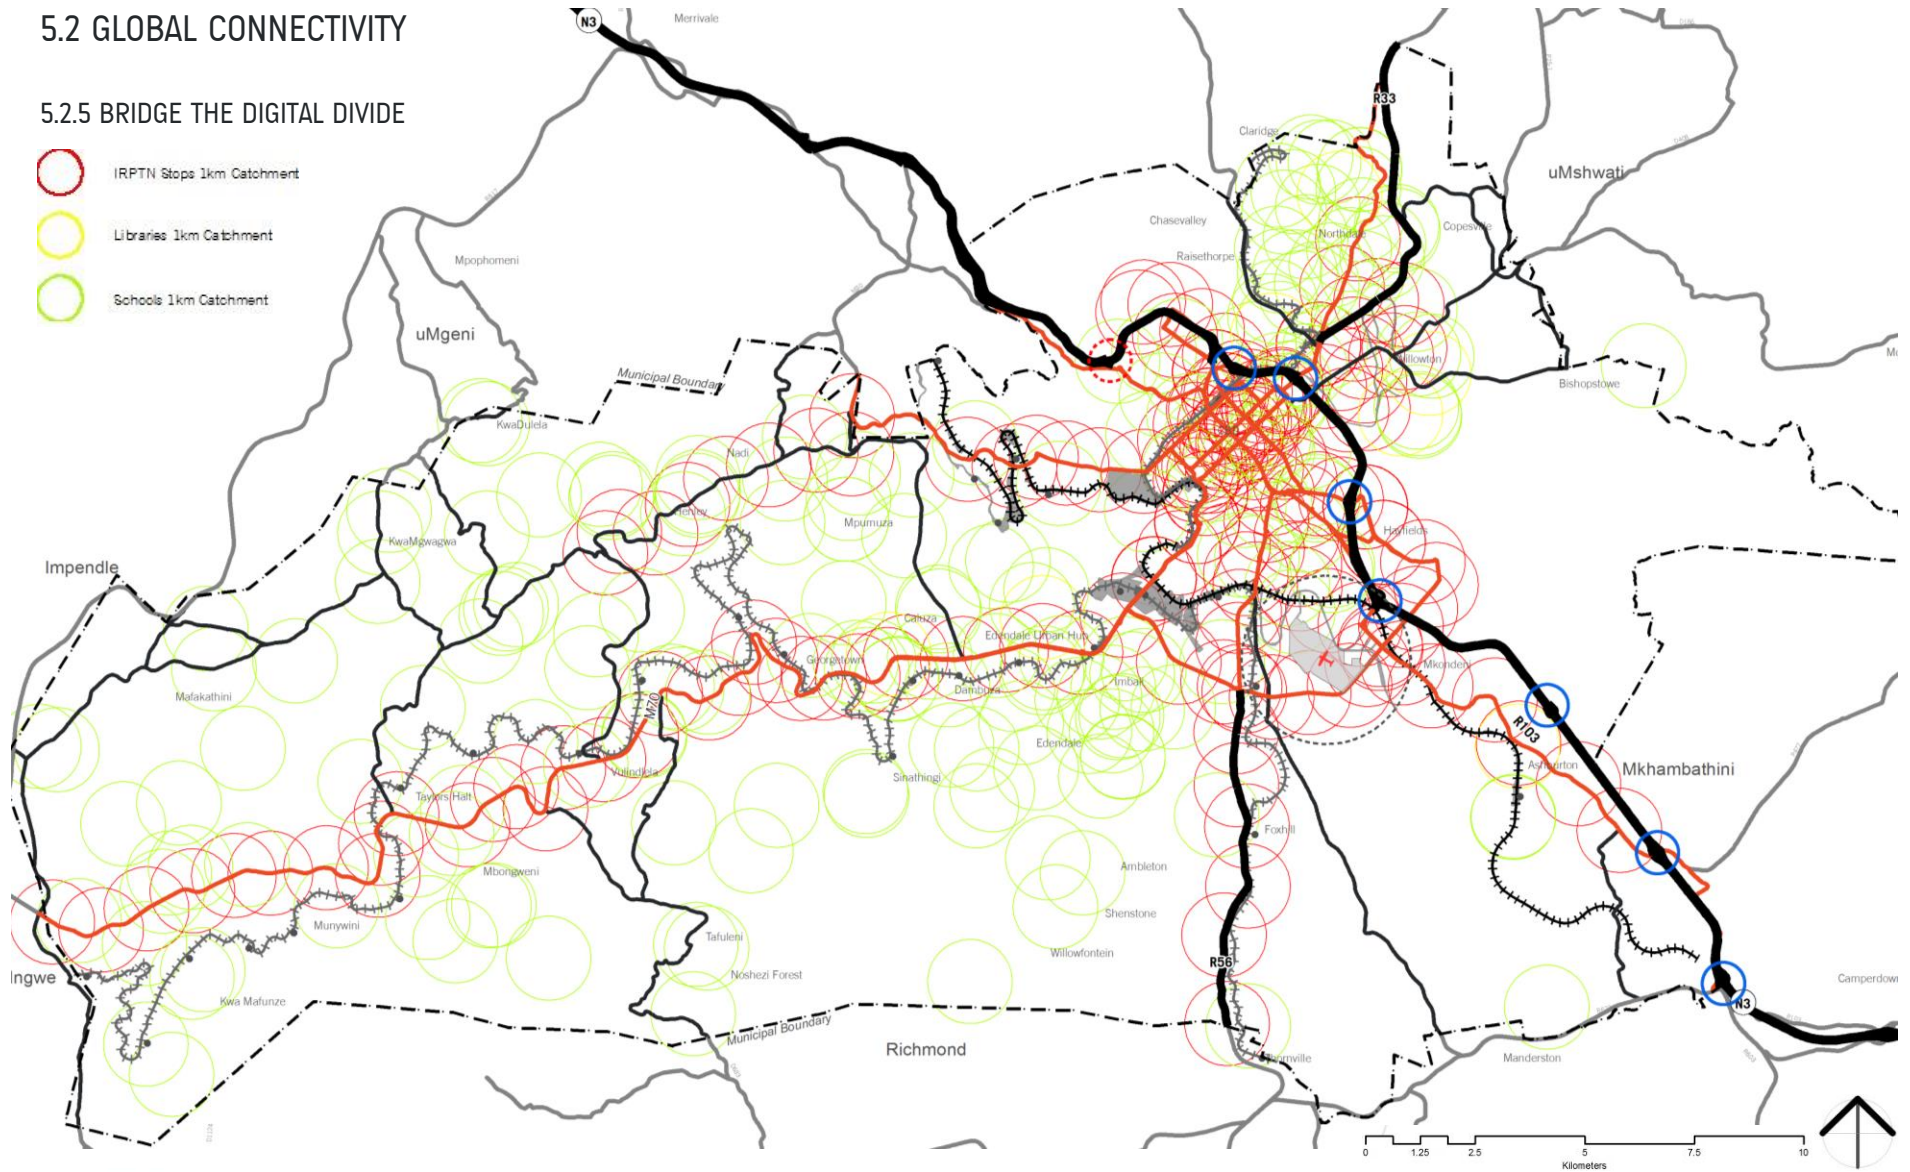 5.2 GLOBAL CONNECTIVITY
5.2.5 BRIDGE THE DIGITAL DIVIDE
IRPTN Stops 1km Catchment
Libraries 1km Catchment
Schools 1km Catchment
N3
Merrivale
R33
Claridge
uMshwati
Chasevalley
Northdale
Copesville
Raisethorpe
Mpophomeni
uMgeni
Municipal Boundary
Willowton
Bishopstowe
KwaDulela
Nadi
Henley
Mpumuza
Hayfields
KwaMgwagwa
Impendle
Caluza
Edendale Urban Hub
Georgetown
Mkondeni
Mafakathini
Dambuza
Imbali
M70
R103
Edendale
Ashburton
Mkhambathini
Vulindlela
Sinathingi
Taylors Halt
Foxhill
Ambleton
Mbongweni
Shenstone
Munywini
Tafuleni
Willowfontein
R56
Ingwe
Noshezi Forest
Camperdown
Kwa Mafunze
N3
Municipal Boundary
Richmond
Thornville
Manderston
0 1.25 2.5 5 7.5 10
Kilometers